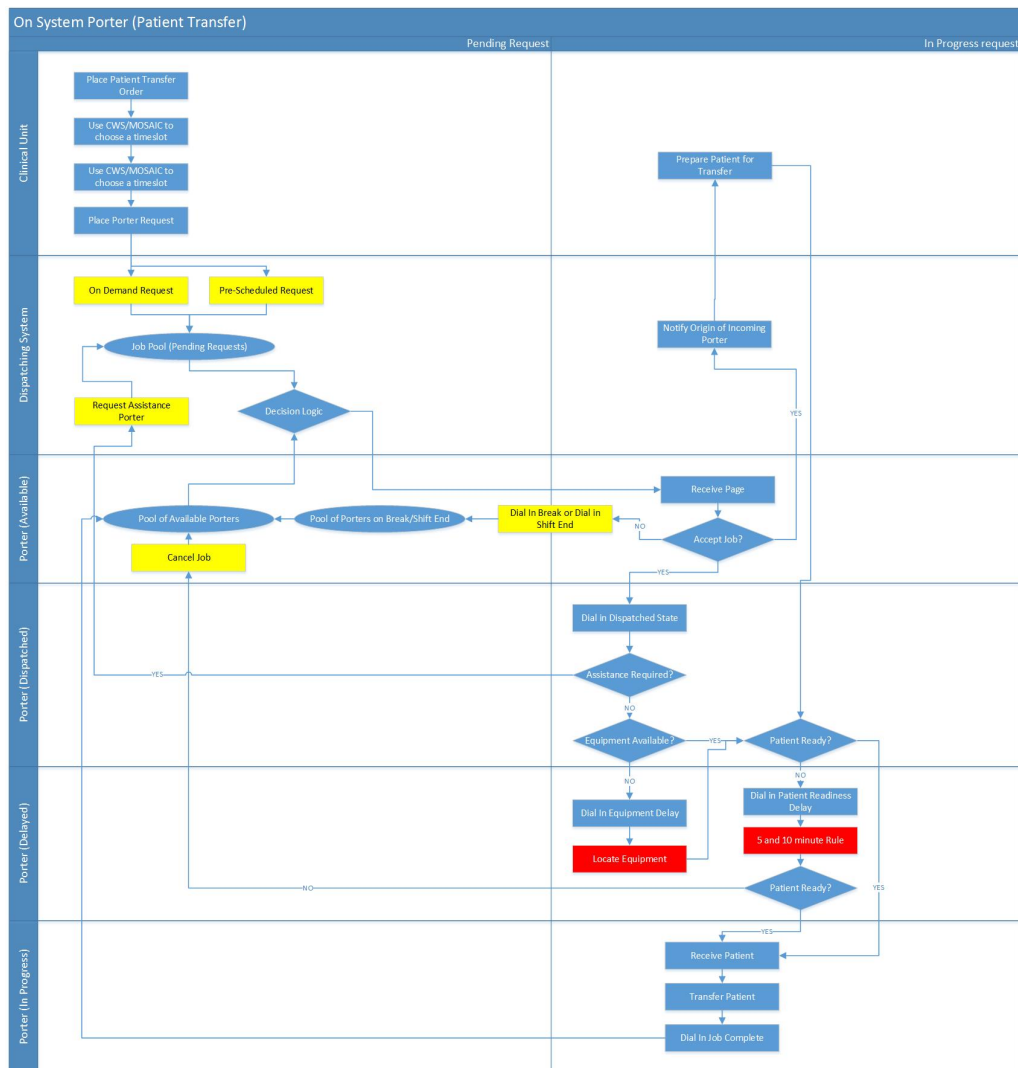 On System Porter (Patient Transfer)
Pending Request
In Progress request
Clinical Unit
Place Patient Transfer
Order
Use CWS/MOSAIC to
choose a timeslot
Use CWS/MOSAIC to
choose a timeslot
Place Porter Request
Prepare Patient for
Transfer
Dispatching System
On Demand Request
Pre-Scheduled Request
Job Pool (Pending Requests)
Notify Origin of Incoming
Porter
Request Assistance
Porter
Decision Logic
YES
Porter (Available)
Receive Page
Pool of Available Porters
Pool of Porters on Break/Shift End
Dial In Break or Dial in
Shift End
NO
Accept Job?
Cancel Job
YES
Porter (Dispatched)
Dial in Dispatched State
YES
Assistance Required?
NO
Equipment Available?
YES
Patient Ready?
Porter (Delayed)
NO
NO
Dial In Equipment Delay
Dial in Patient Readiness
Delay
5 and 10 minute Rule
Locate Equipment
NO
Patient Ready?
YES
Porter (In Progress)
YES
Receive Patient
Transfer Patient
Dial In Job Complete